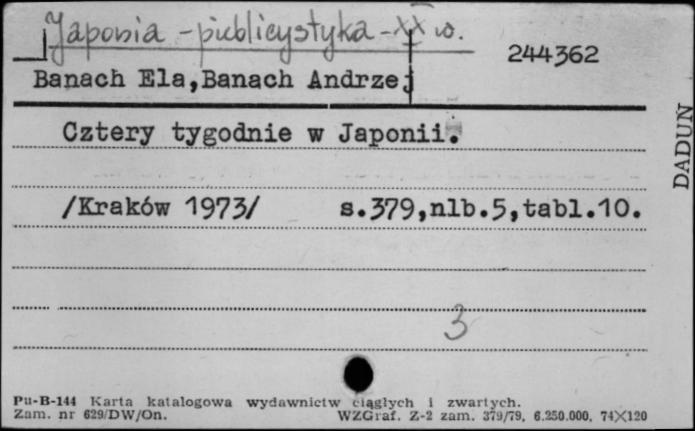 Japonia - publicystyka - XX w.
244362
Banach Ela,Banach Andrzej
Cztery tygodnie w Japonii.
/Kraków 1973/ s.379,nlb.5,tabl.10.
3
DADUN
Pu-B-144 Karta katalogowa wydawnictw ciągłych i zwartych.
Zam. nr 629/DW/On. WZGraf. Z-2 zam. 379/79, 6.250.000, 74X120